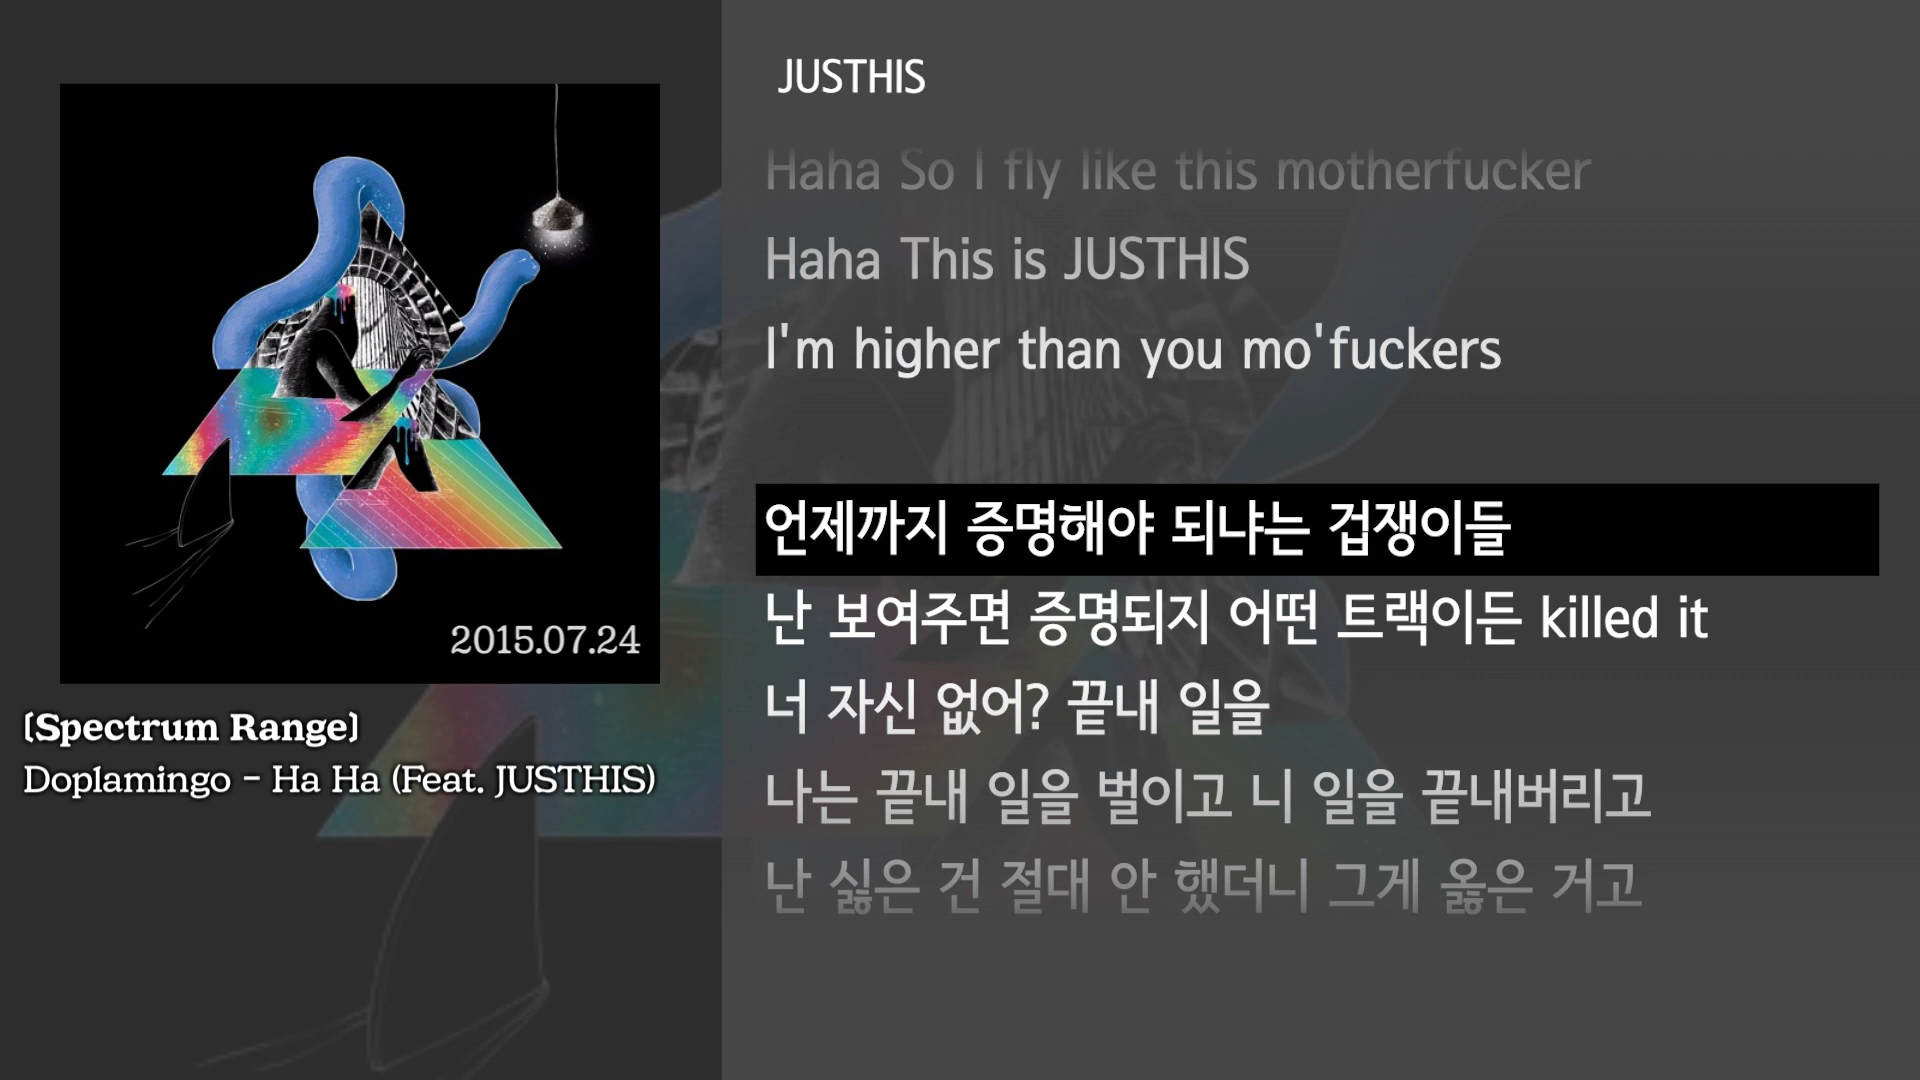 2015.07.24
[Spectrum Range]
Doplamingo - Ha Ha (Feat. JUSTHIS)
JUSTHIS
Haha So I fly like this motherfucker
Haha This is JUSTHIS
I'm higher than you mo'fuckers
언제까지 증명해야 되냐는 겁쟁이들
난 보여주면 증명되지 어떤 트랙이든 killed it
너 자신 없어? 끝내 일을
나는 끝내 일을 벌이고 니 일을 끝내버리고
난 싫은 건 절대 안 했더니 그게 옳은 거고